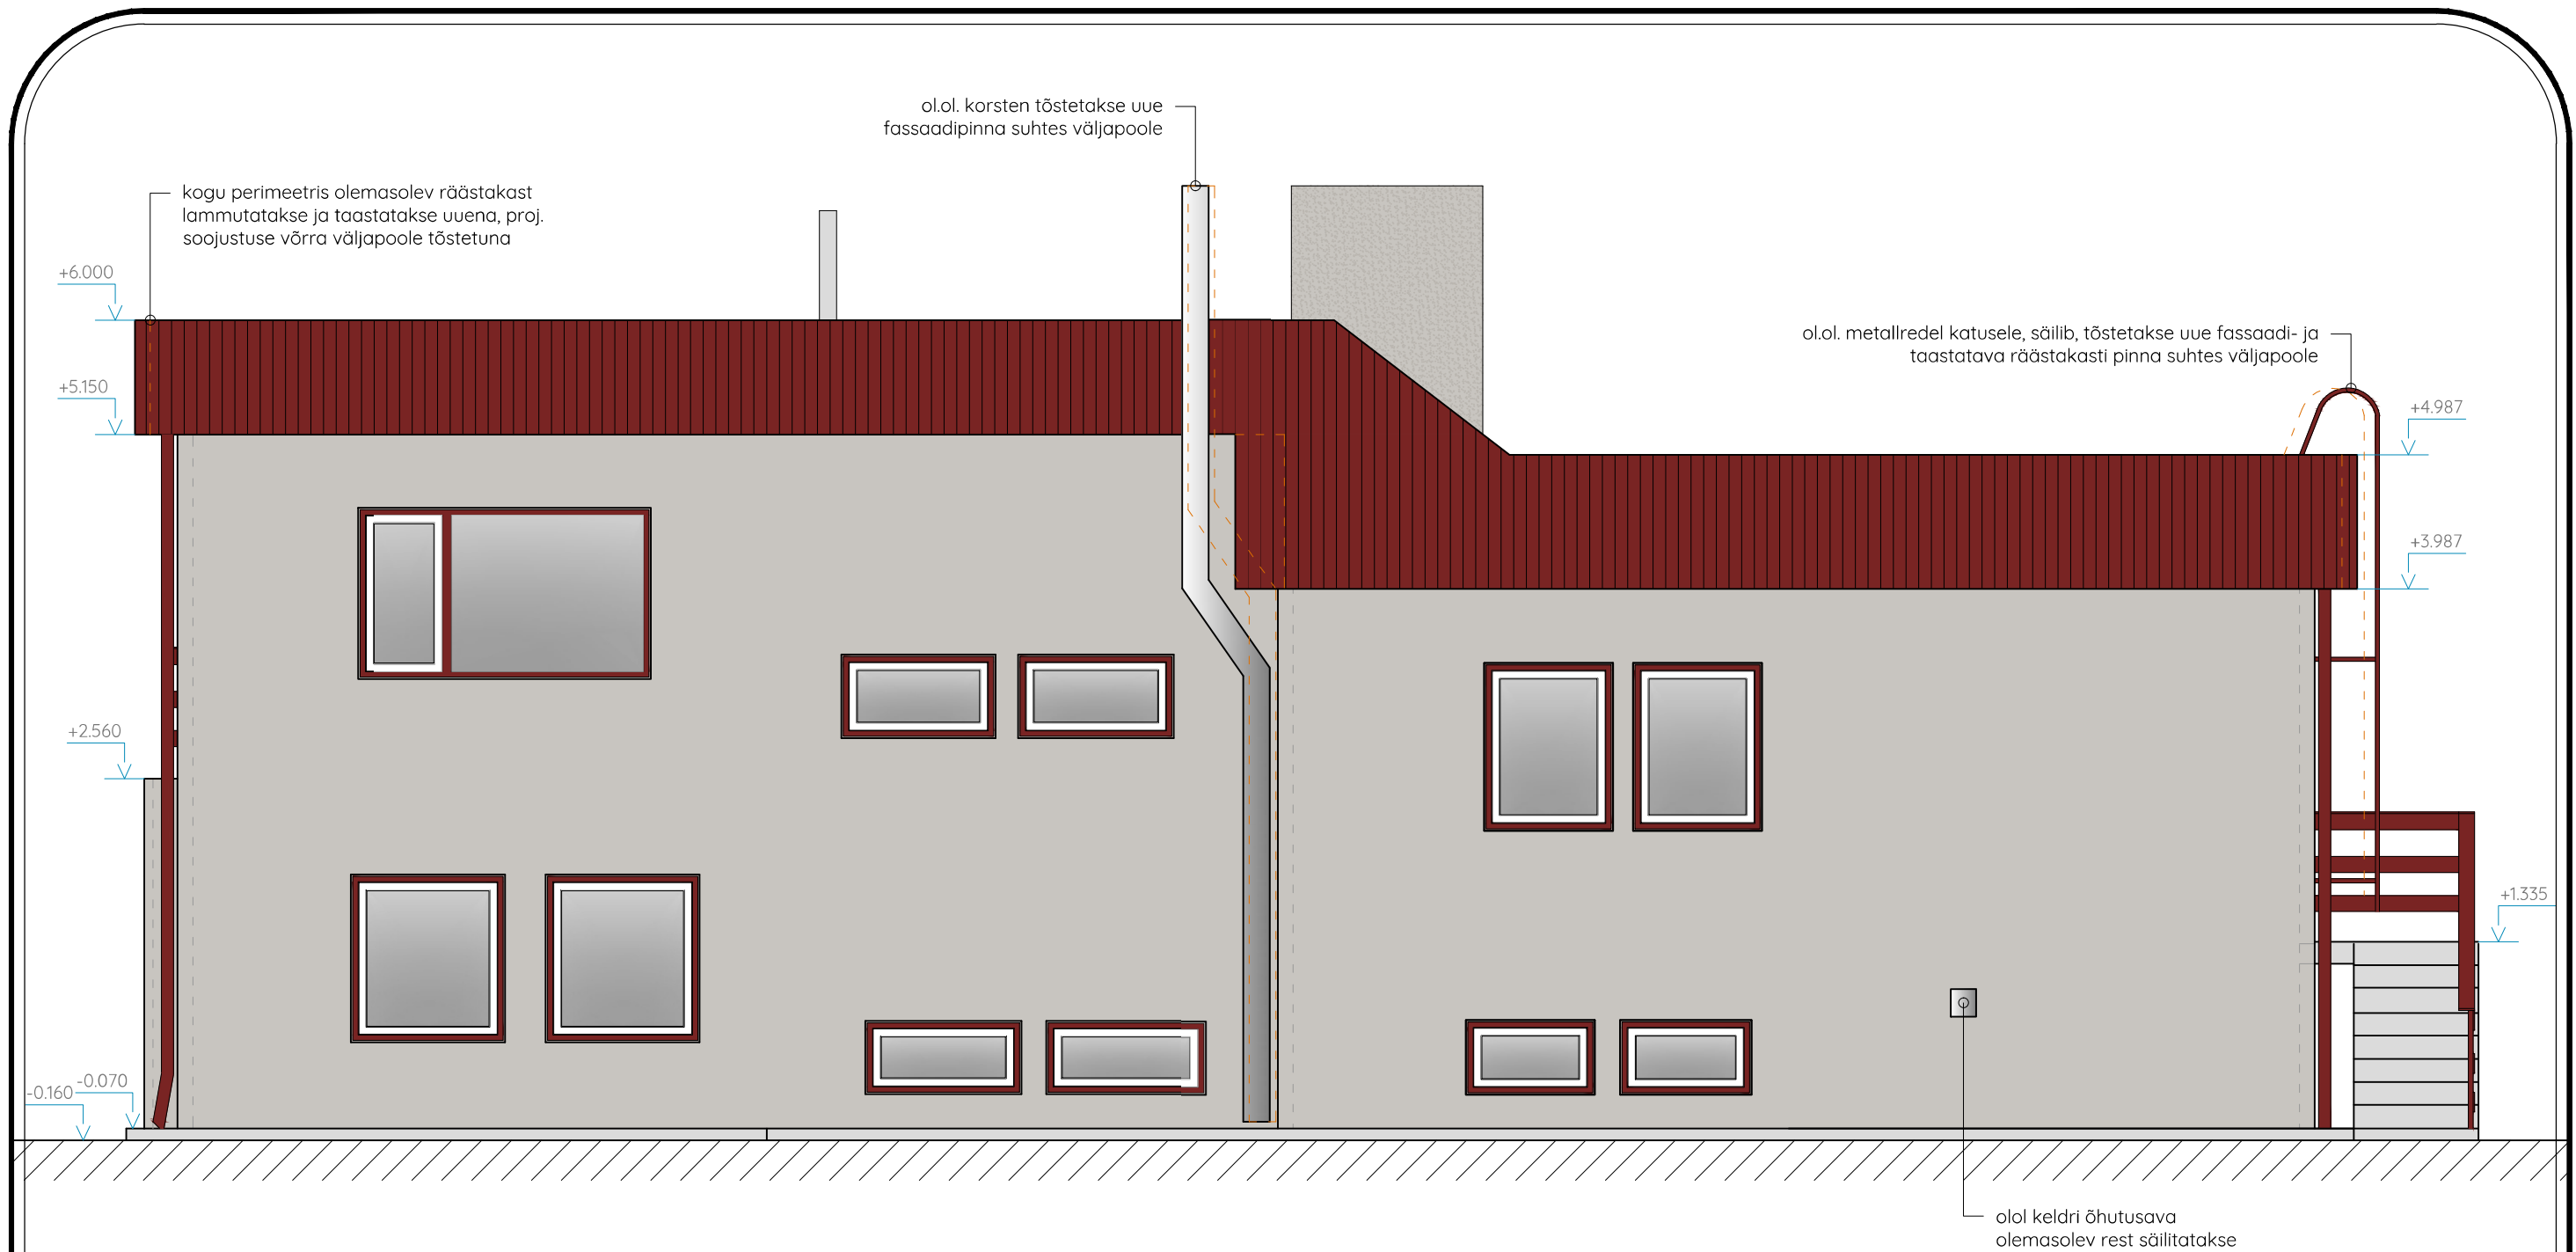 ol.ol. korsten tõstetakse uue
fassaadipinna suhtes väljapoole
kogu perimeetris olemasolev räästakast
lammutatakse ja taastatakse uuena, proj.
soojustuse võrra väljapoole tõstetuna
+6.000
ol.ol. metallredel katusele, säilib, tõstetakse uue fassaadi- ja
taastatava räästakasti pinna suhtes väljapoole
+5.150
+4.987
+3.987
+2.560
+1.335
-0.070
-0.160
olol keldri õhutusava
olemasolev rest säilitatakse